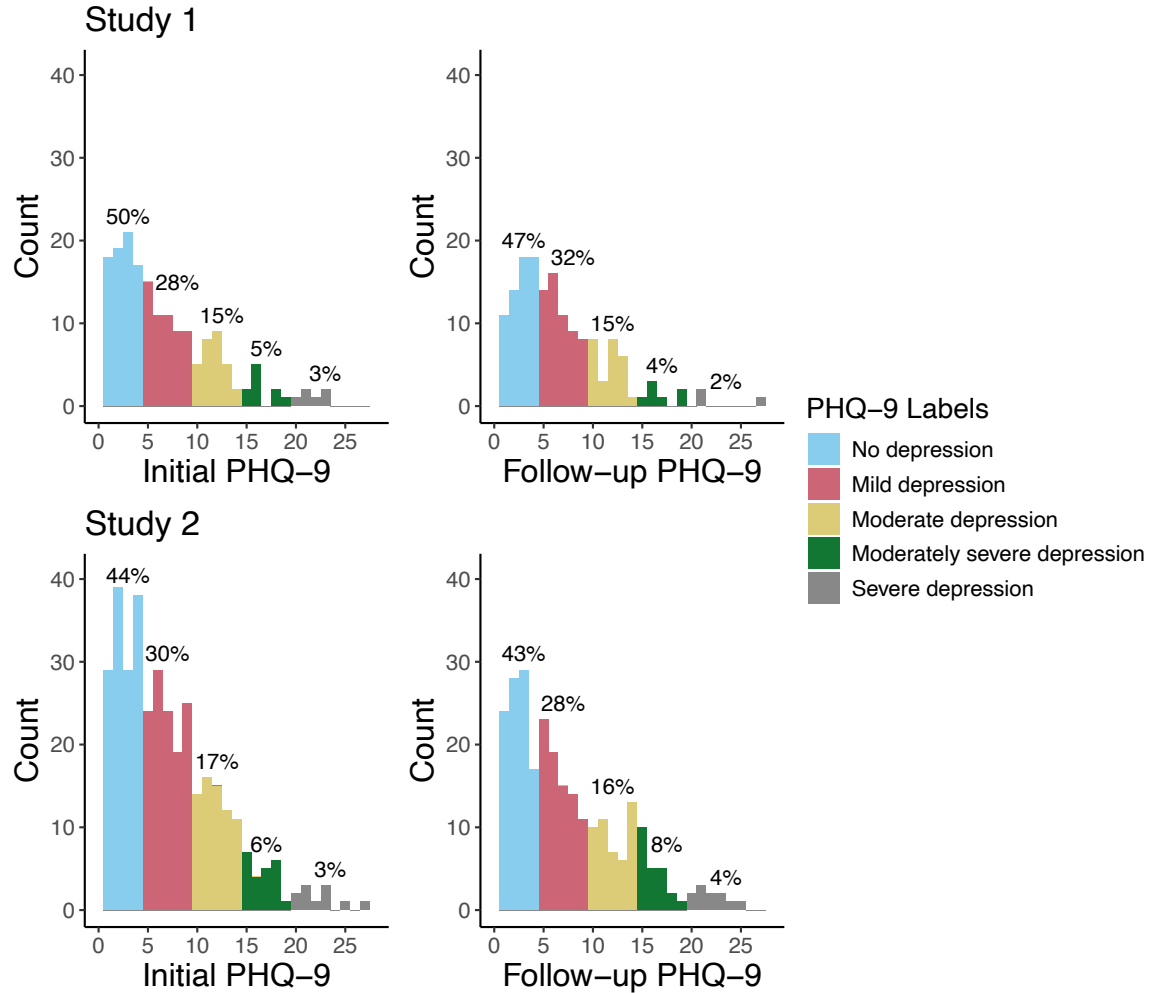 Study 1
Count
40
30
20
10
0
50%
28%
15%
5%
3%
0 5 10 15 20 25
Initial PHQ−9
Count
40
30
20
10
0
47%
32%
15%
4%
2%
0 5 10 15 20 25
Follow−up PHQ−9
PHQ−9 Labels
No depression
Mild depression
Moderate depression
Moderately severe depression
Severe depression
Study 2
Count
40
30
20
10
0
44%
30%
17%
6%
3%
0 5 10 15 20 25
Initial PHQ−9
Count
40
30
20
10
0
43%
28%
16%
8%
4%
0 5 10 15 20 25
Follow−up PHQ−9